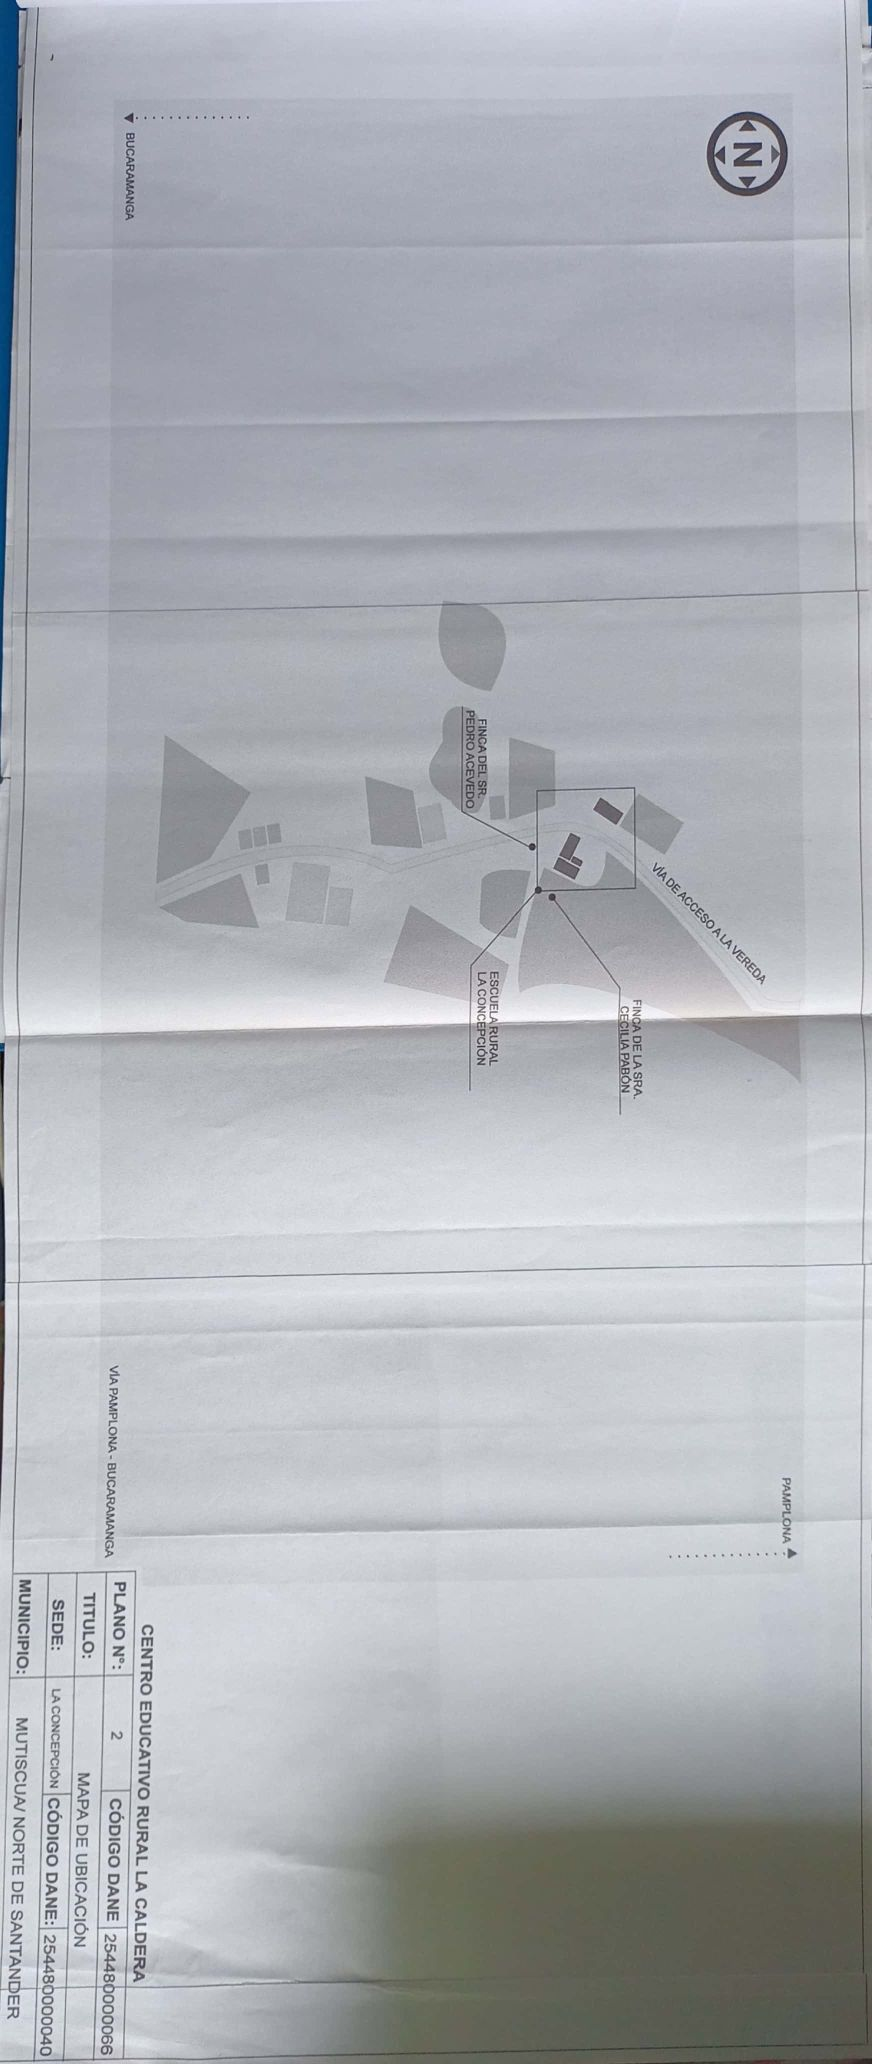 N
BUCARAMANGA
PAMPLONA
VÍA DE ACCESO A LA VEREDA
FINCA DEL SR.
PEDRO ACEVEDO
FINCA DE LA SRA.
CECILIA PABÓN
ESCUELA RURAL
LA CONCEPCIÓN
VÍA PAMPLONA - BUCARAMANGA
CENTRO EDUCATIVO RURAL LA CALDERA
PLANO N°: 2 CÓDIGO DANE 254480000066
TITULO: MAPA DE UBICACIÓN
SEDE: LA CONCEPCIÓN CÓDIGO DANE: 254480000040
MUNICIPIO: MUTISCUA/ NORTE DE SANTANDER